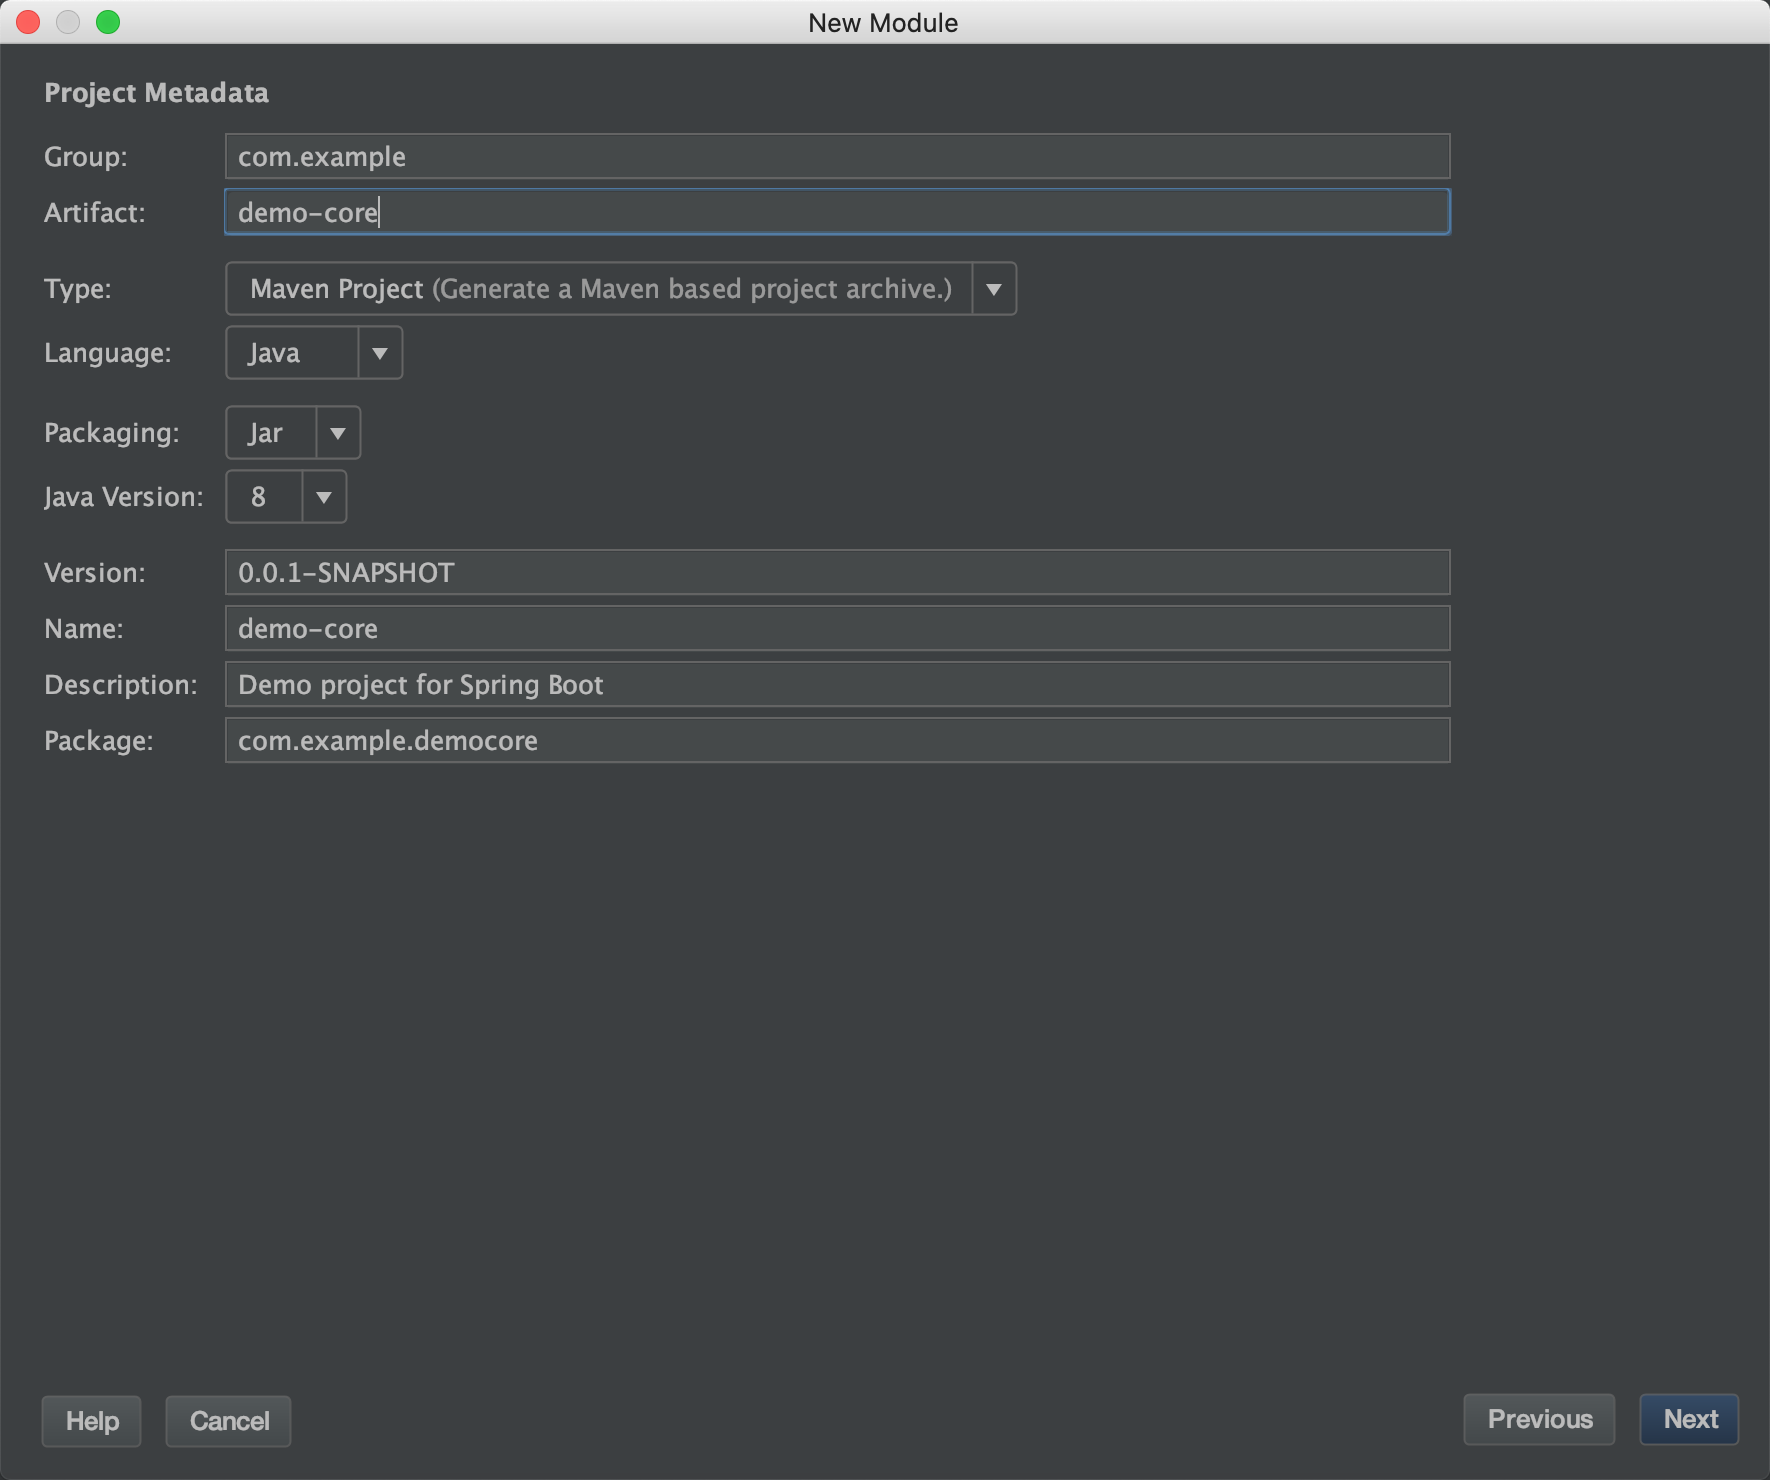 New Module
Project Metadata
Group: com.example
Artifact: demo-core
Type: Maven Project (Generate a Maven based project archive.)
Language: Java
Packaging: Jar
Java Version: 8
Version: 0.0.1-SNAPSHOT
Name: demo-core
Description: Demo project for Spring Boot
Package: com.example.democore
Help Cancel Previous Next